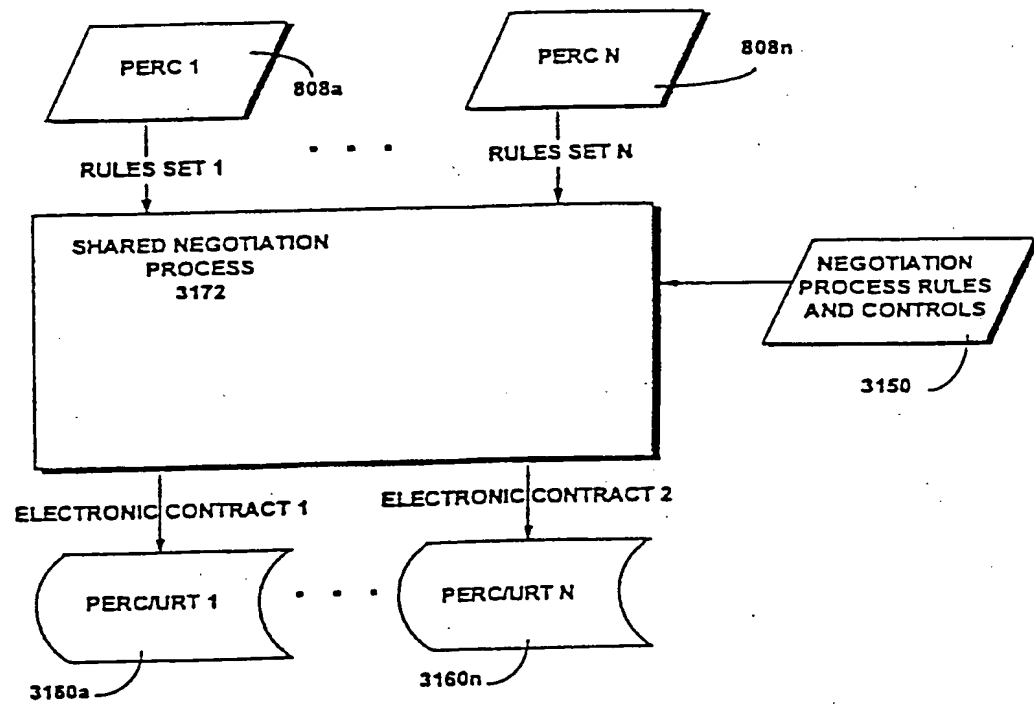 PERC 1
808a
PERC N
808n
RULES SET 1
RULES SET N
SHARED NEGOTIATION
PROCESS
3172
NEGOTIATION
PROCESS RULES
AND CONTROLS
3150
ELECTRONIC CONTRACT 1
ELECTRONIC CONTRACT 2
PERC/URT 1
PERC/URT N
3160a
3160n